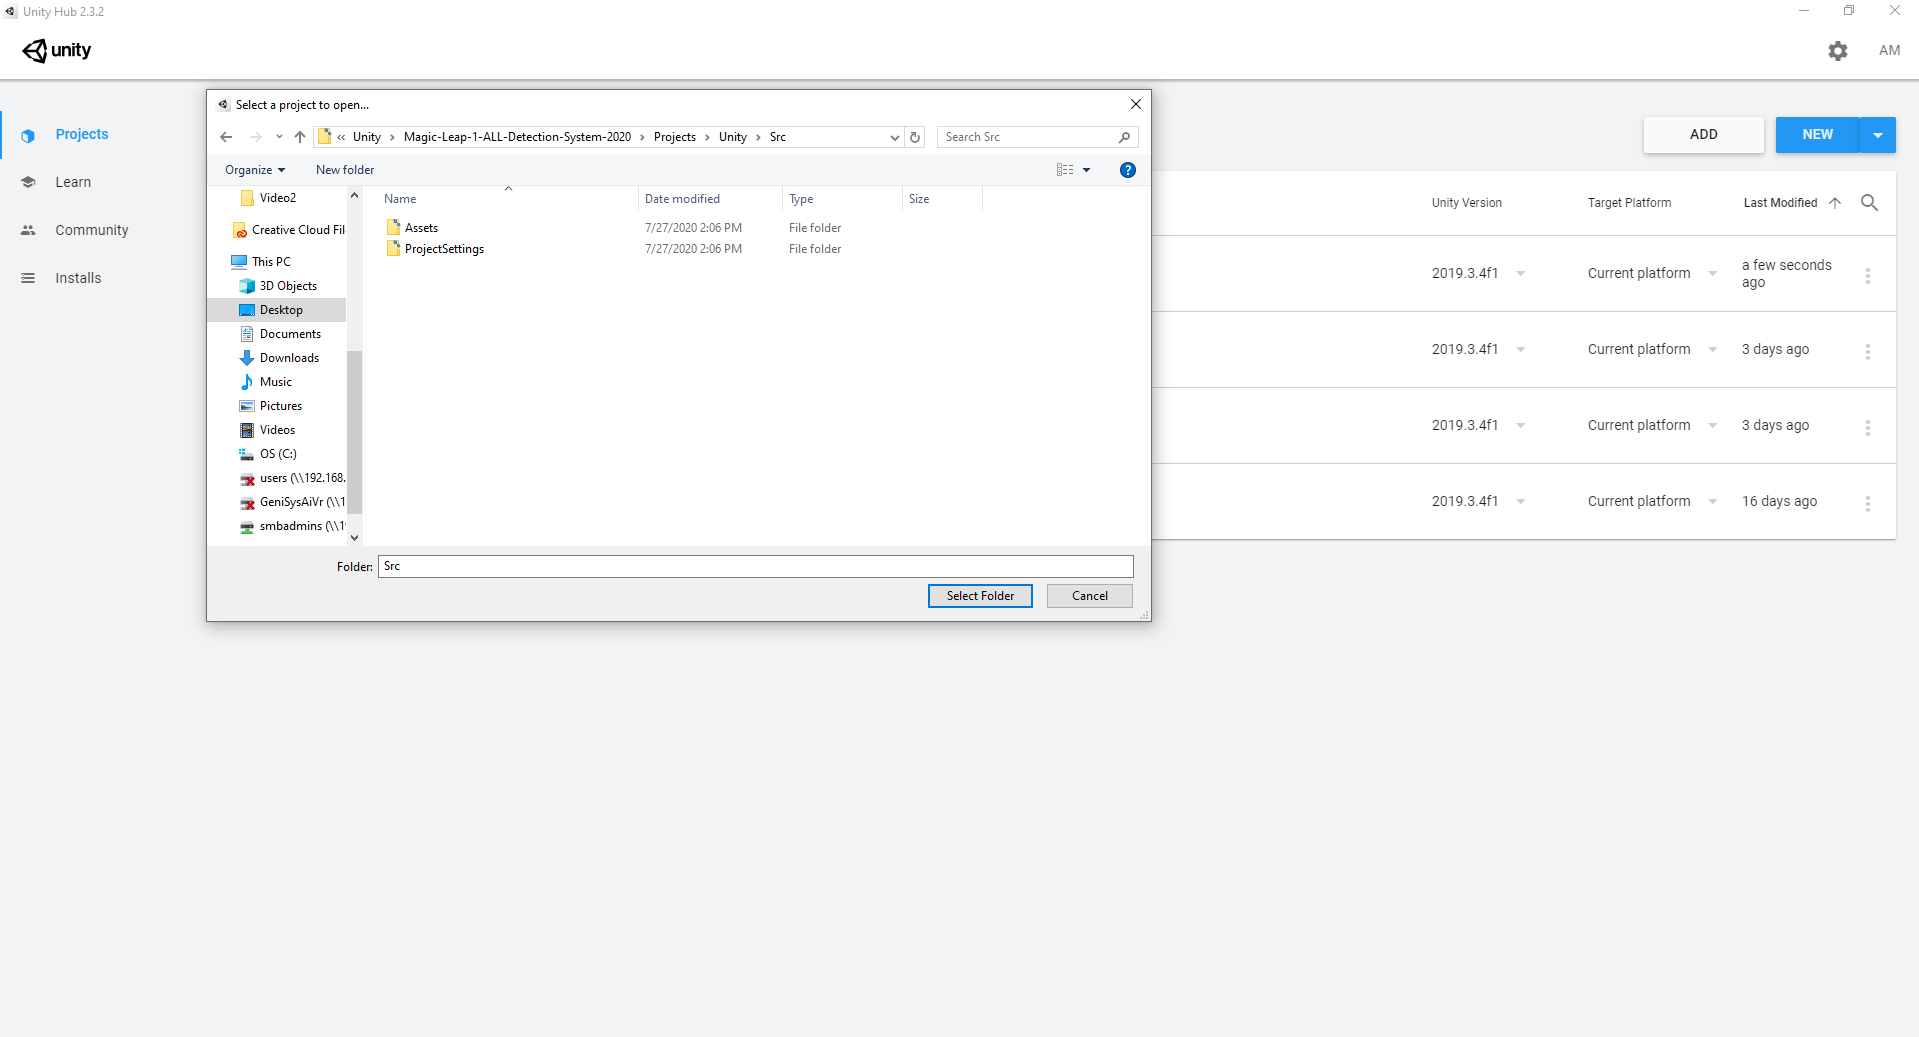 Unity Hub 2.3.2
unity
AM
Projects
Learn
Community
Installs
ADD
NEW
Unity Version
Target Platform
Last Modified
2019.3.4f1
Current platform
a few seconds
ago
2019.3.4f1
Current platform
3 days ago
2019.3.4f1
Current platform
3 days ago
2019.3.4f1
Current platform
16 days ago
Select a project to open...
« Unity › Magic-Leap-1-ALL-Detection-System-2020 › Projects › Unity › Src
Search Src
Organize
New folder
?
Video2
Creative Cloud Fil
This PC
3D Objects
Desktop
Documents
Downloads
Music
Pictures
Videos
OS (C:)
users (\\192.168.
GeniSysAiVr (\\1
smbadmins (\\19
Name
Date modified
Type
Size
Assets
7/27/2020 2:06 PM
File folder
ProjectSettings
7/27/2020 2:06 PM
File folder
Folder:
Src
Select Folder
Cancel